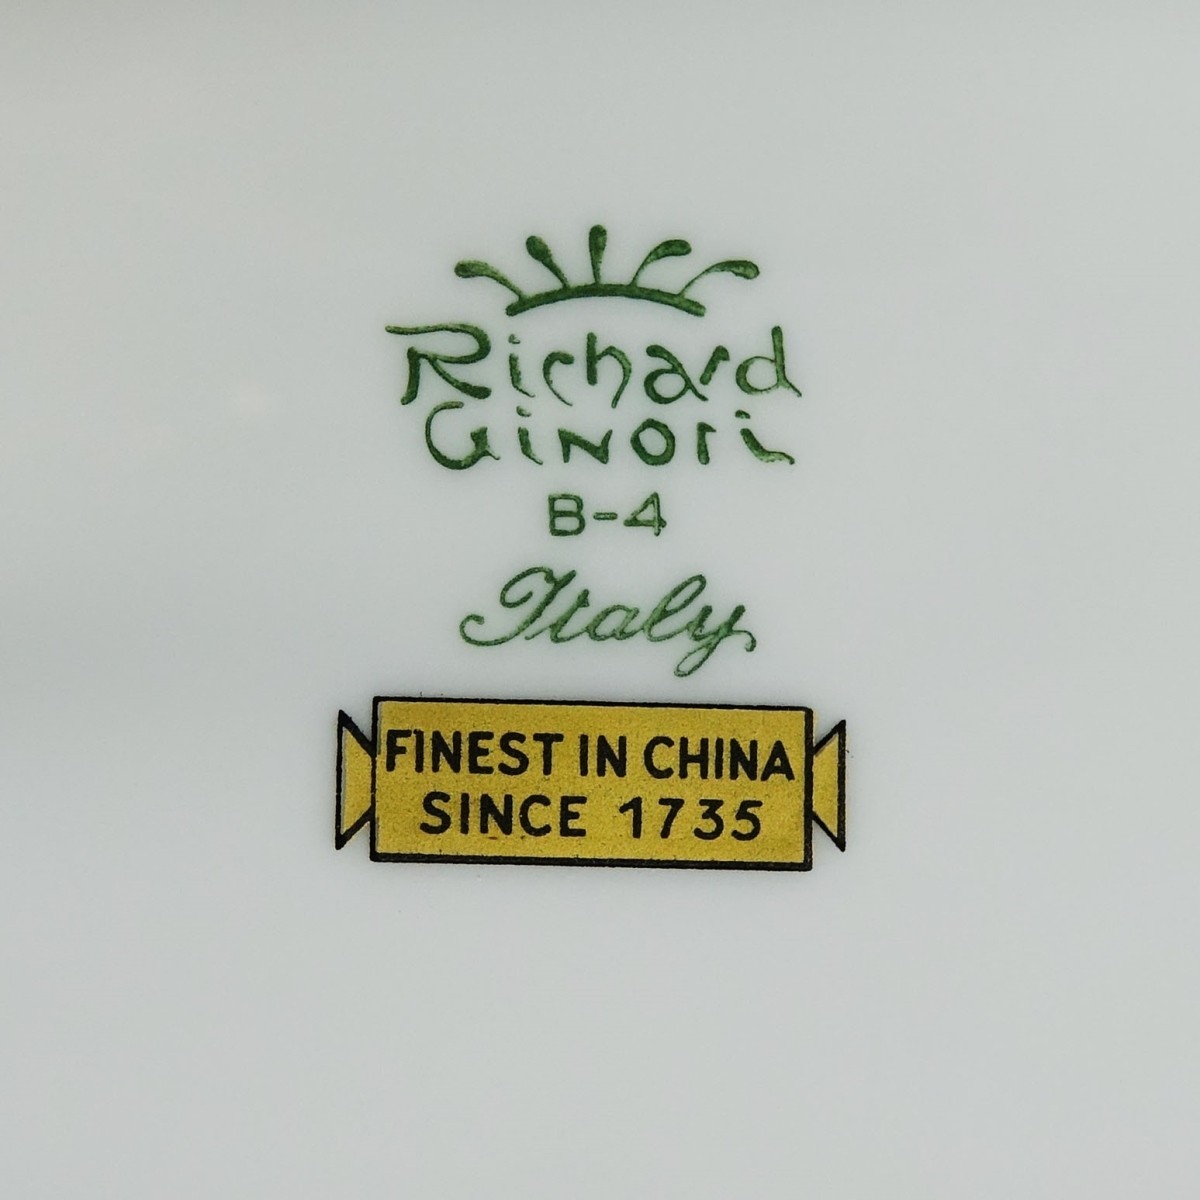 Richard
Ginori
B-4
Italy
FINEST IN CHINA
SINCE 1735